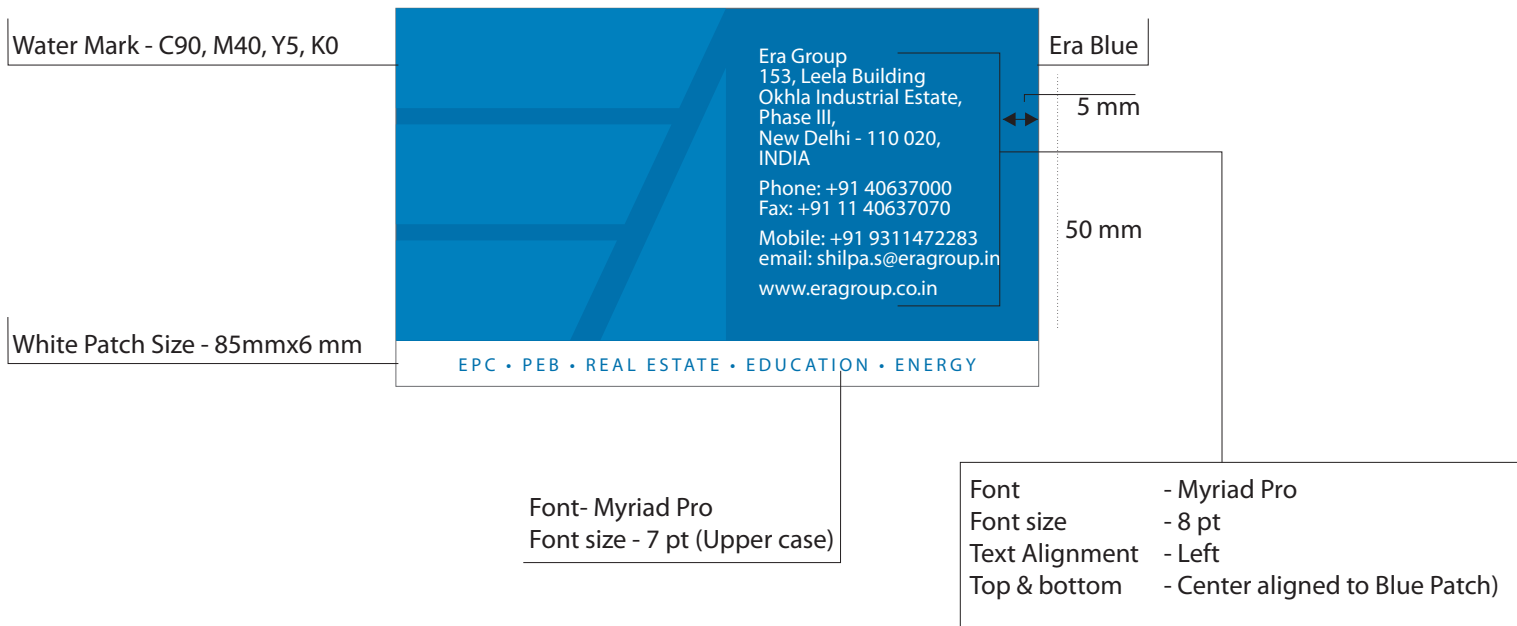 Water Mark - C90, M40, Y5, K0
Era Blue
Era Group
153, Leela Building
Okhla Industrial Estate,
Phase III,
New Delhi - 110 020,
INDIA
Phone: +91 40637000
Fax: +91 11 40637070
Mobile: +91 9311472283
email: shilpa.s@eragroup.in
www.eragroup.co.in
5 mm
50 mm
White Patch Size - 85mmx6 mm
EPC • PEB • REAL ESTATE • EDUCATION • ENERGY
Font- Myriad Pro
Font size - 7 pt (Upper case)
Font - Myriad Pro
Font size - 8 pt
Text Alignment - Left
Top & bottom - Center aligned to Blue Patch)